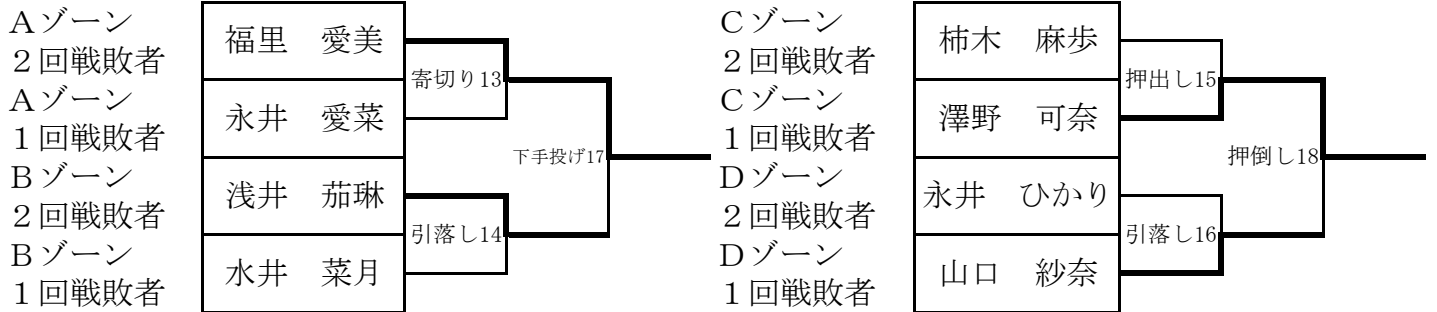 Aゾーン
２回戦敗者
Aゾーン
１回戦敗者
Bゾーン
２回戦敗者
Bゾーン
１回戦敗者
福里　愛美
永井　愛菜
浅井　茄琳
水井　菜月
寄切り13
引落し14
下手投げ17
Cゾーン
２回戦敗者
Cゾーン
１回戦敗者
Dゾーン
２回戦敗者
Dゾーン
１回戦敗者
柿木　麻歩
澤野　可奈
永井　ひかり
山口　紗奈
押出し15
引落し16
押倒し18